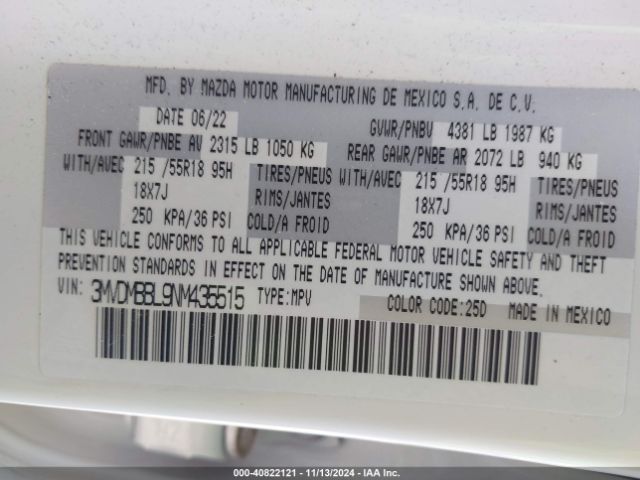 MFD. BY MAZDA MOTOR MANUFACTURING DE MEXICO S.A. DE C.V.
DATE 06/22 GVWR/PNBV 4381 LB 1987 KG
FRONT GAWR/PNBE AV 2315 LB 1050 KG REAR GAWR/PNBE AR 2072 LB 940 KG
WITH/AVEC 215 /55R18 95H TIRES/PNEUS WITH/AVEC 215 /55R18 95H TIRES/PNEUS
18X7J RIMS/JANTES 18X7J RIMS/JANTES
250 KPA/36 PSI COLD/A FROID 250 KPA/36 PSI COLD/A FROID
THIS VEHICLE CONFORMS TO ALL APPLICABLE FEDERAL MOTOR VEHICLE SAFETY AND THEFT
PREVENTION STANDARDS IN EFFECT ON THE DATE OF MANUFACTURE SHOWN ABOVE.
VIN: 3MVDMBBL9NM435515 TYPE:MPV COLOR CODE:25D MADE IN MEXICO
000-40822121 - 11/13/2024 - IAA Inc.